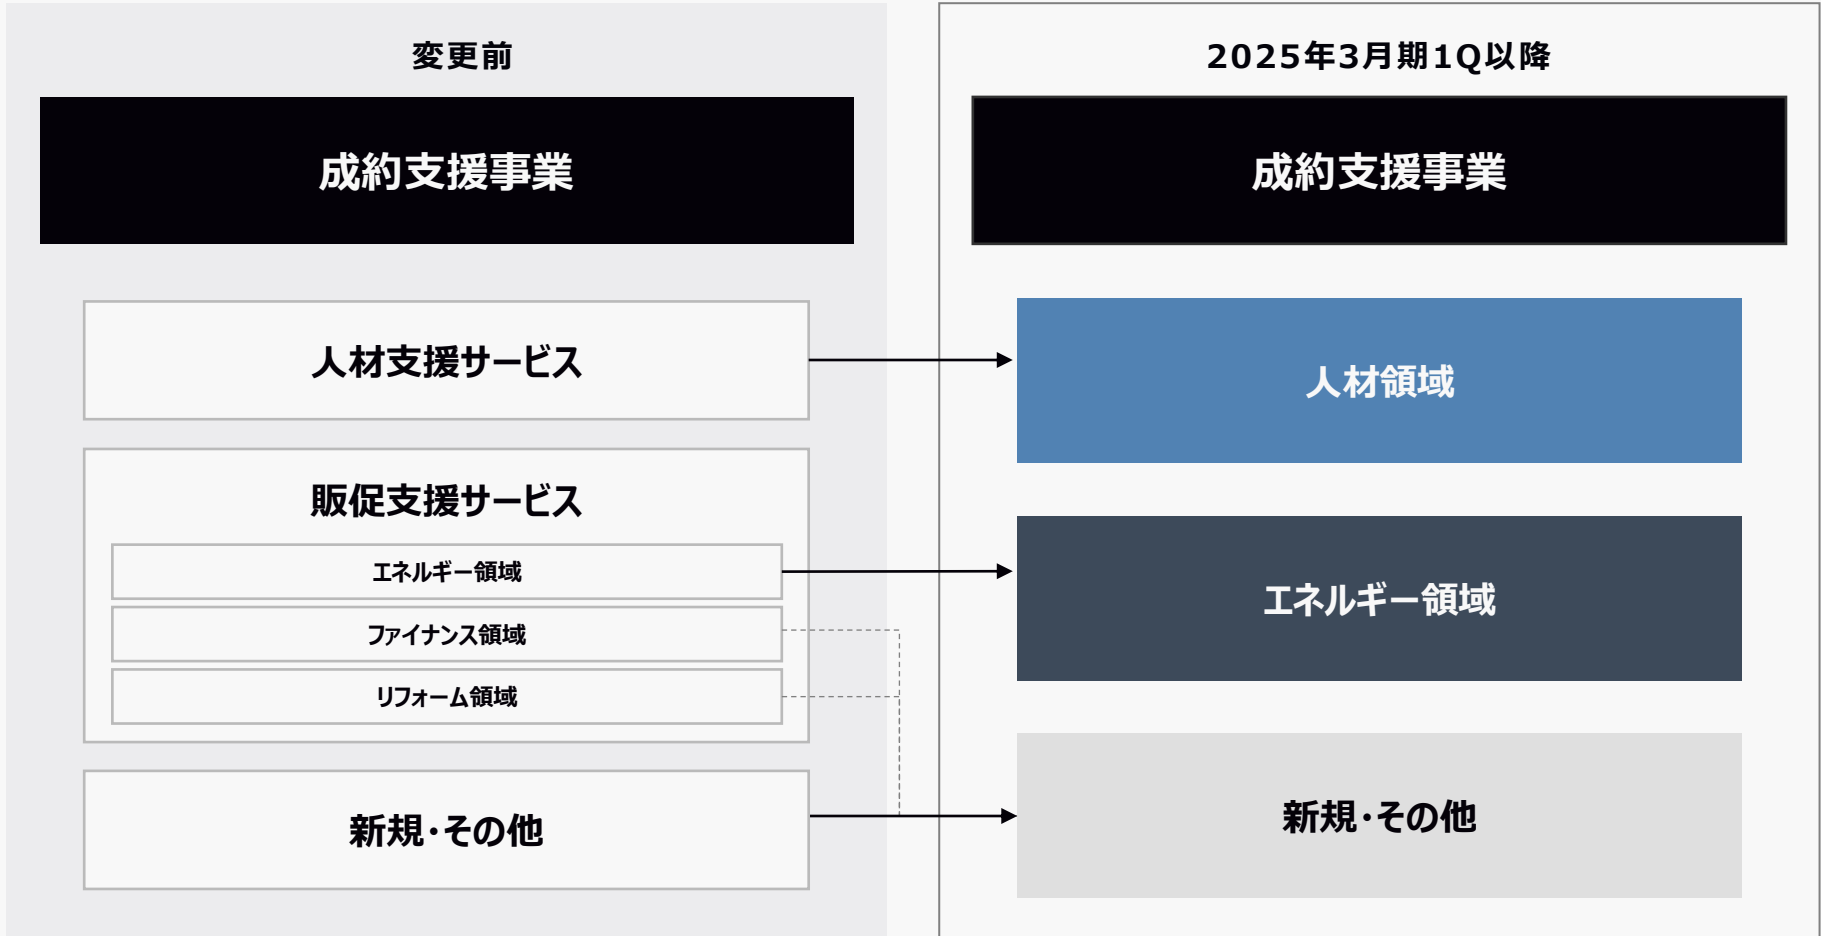 変更前
成約支援事業
人材支援サービス
販促支援サービス
エネルギー領域
ファイナンス領域
リフォーム領域
新規・その他
2025年3月期1Q以降
成約支援事業
人材領域
エネルギー領域
新規・その他